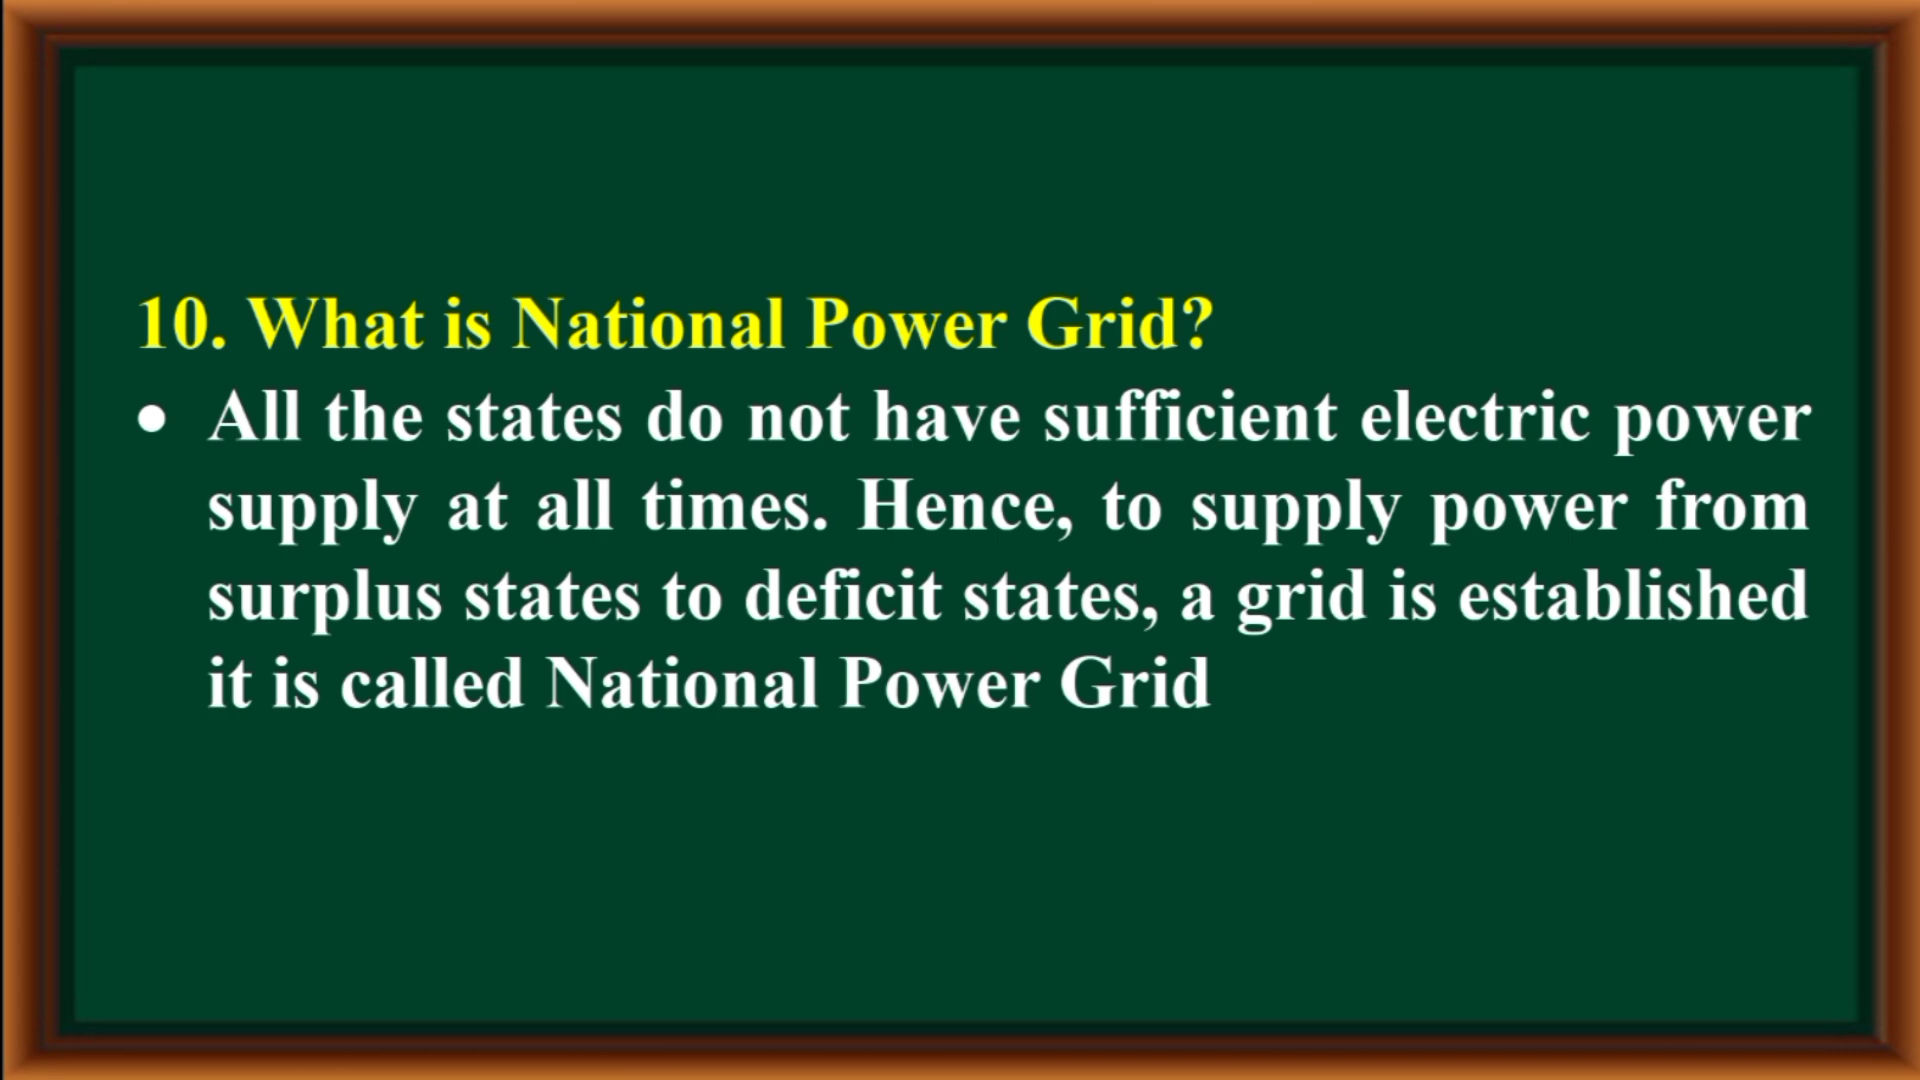 10. What is National Power Grid?
• All the states do not have sufficient electric power
supply at all times. Hence, to supply power from
surplus states to deficit states, a grid is established
it is called National Power Grid